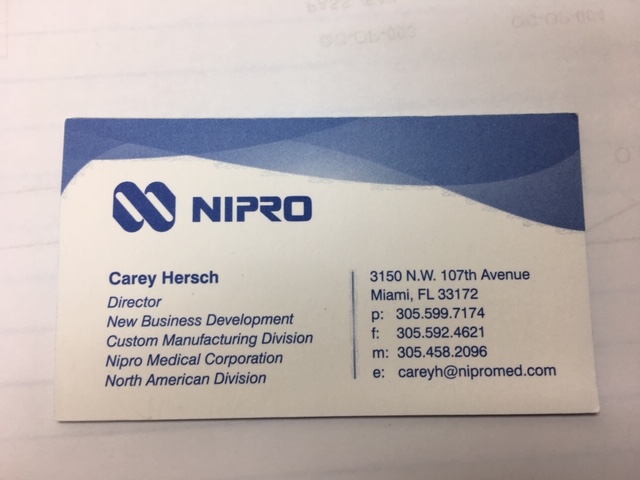 NIPRO
Carey Hersch
Director
New Business Development
Custom Manufacturing Division
Nipro Medical Corporation
North American Division
3150 N.W. 107th Avenue
Miami, FL 33172
p: 305.599.7174
f: 305.592.4621
m: 305.458.2096
e: careyh@nipromed.com